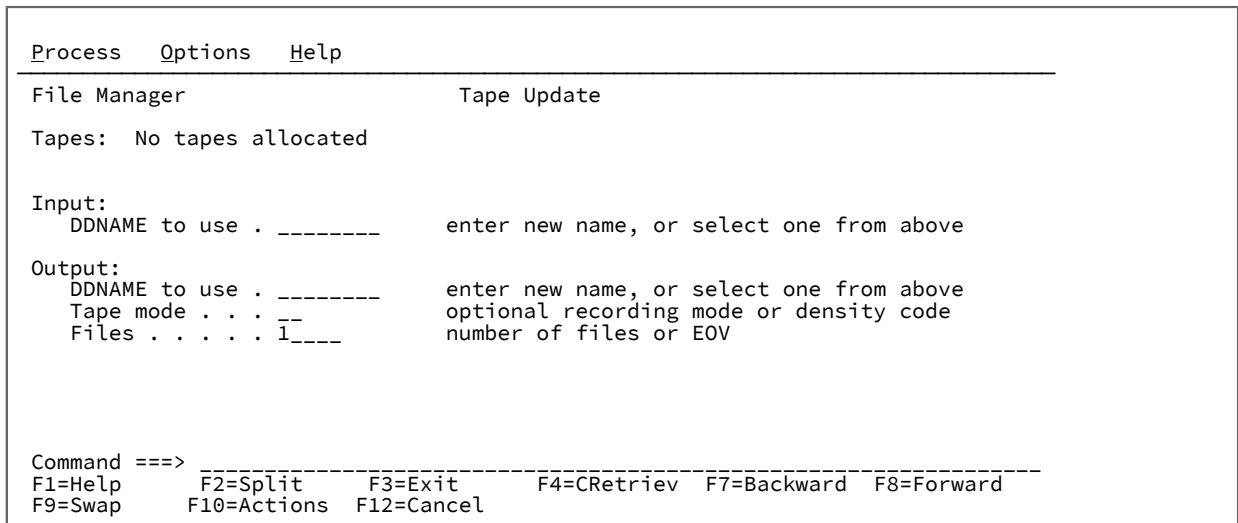 Process   Options   Help
File Manager                     Tape Update
Tapes:  No tapes allocated
Input:
   DDNAME to use . ________     enter new name, or select one from above
Output:
   DDNAME to use . ________     enter new name, or select one from above
   Tape mode . . . __           optional recording mode or density code
   Files . . . . . 1____        number of files or EOV
Command ===> _________________________________________________________________
F1=Help      F2=Split     F3=Exit      F4=CRetriev  F7=Backward  F8=Forward
F9=Swap     F10=Actions  F12=Cancel